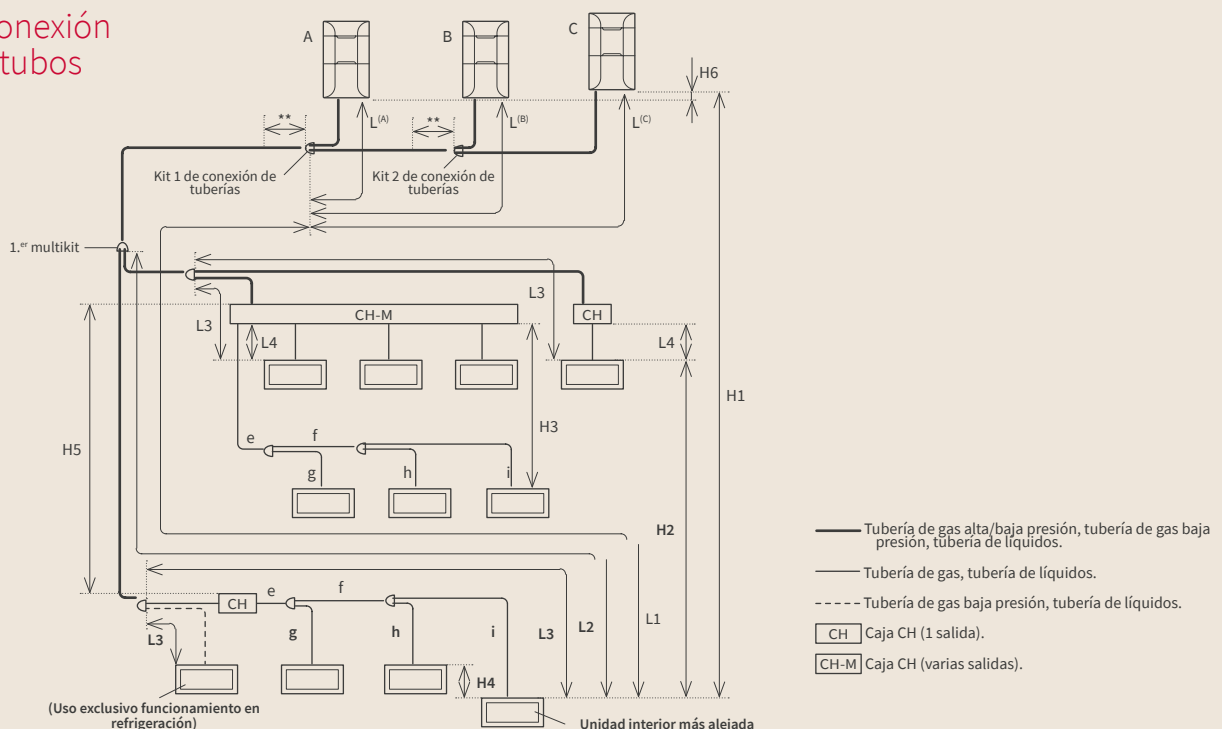 onexión
tubos
A
B
C
H6
**
**
L(A)
L(B)
L(C)
Kit 1 de conexión de
tuberías
Kit 2 de conexión de
tuberías
1.er multikit
L3
CH-M
CH
L3
L4
L4
H1
H5
H3
e
f
g
h
i
H2
Tubería de gas alta/baja presión, tubería de gas baja
presión, tubería de líquidos.
Tubería de gas, tubería de líquidos.
Tubería de gas baja presión, tubería de líquidos.
CH Caja CH (1 salida).
CH-M Caja CH (varias salidas).
CH
e
f
g
h
i
L3
L3
L2
L1
H4
(Uso exclusivo funcionamiento en
refrigeración)
Unidad interior más alejada